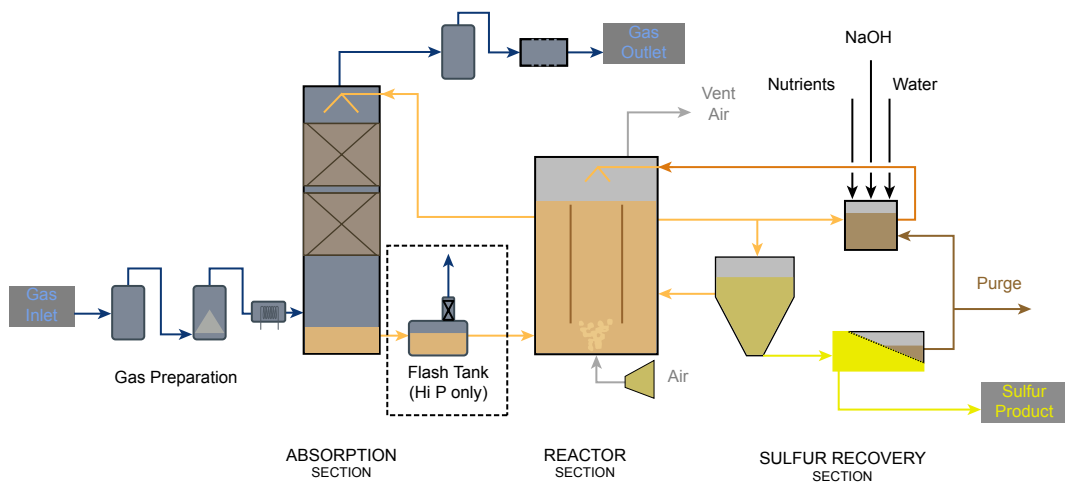 Gas
Outlet
NaOH
Nutrients
Water
Vent
Air
Gas
Inlet
Gas Preparation
Flash Tank
(Hi P only)
Air
Purge
Sulfur
Product
ABSORPTION
SECTION
REACTOR
SECTION
SULFUR RECOVERY
SECTION